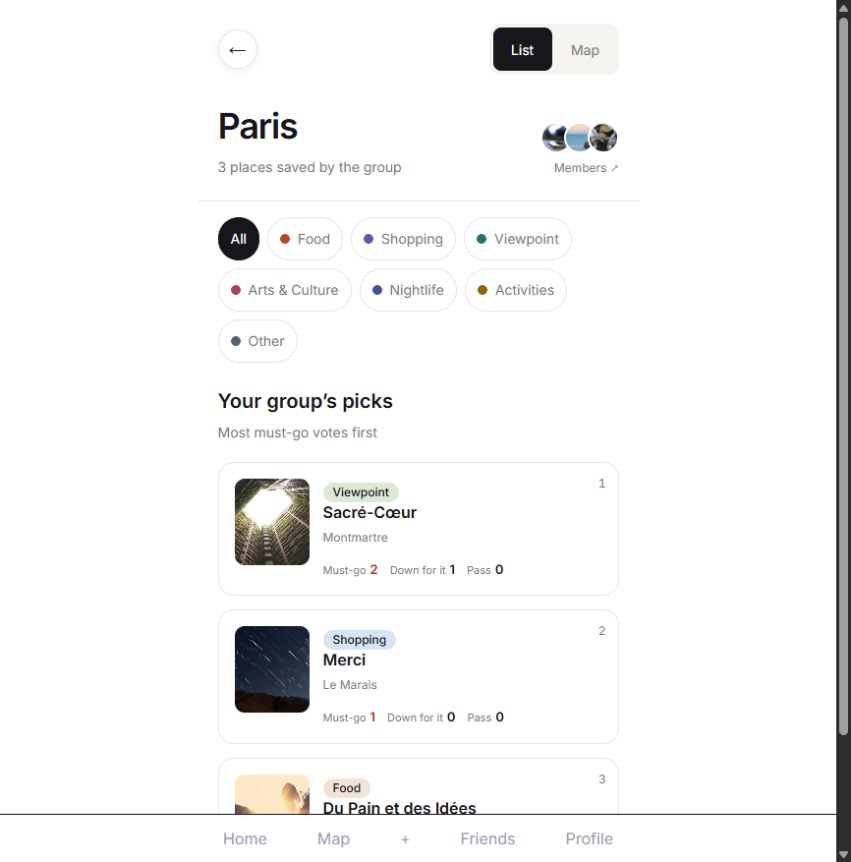 ←
List Map
Paris
3 places saved by the group
Members ↗
All Food Shopping Viewpoint
Arts & Culture Nightlife Activities
Other
Your group’s picks
Most must-go votes first
1
Viewpoint
Sacré-Cœur
Montmartre
Must-go 2 Down for it 1 Pass 0
2
Shopping
Merci
Le Marais
Must-go 1 Down for it 0 Pass 0
3
Food
Du Pain et des Idées
Home Map + Friends Profile